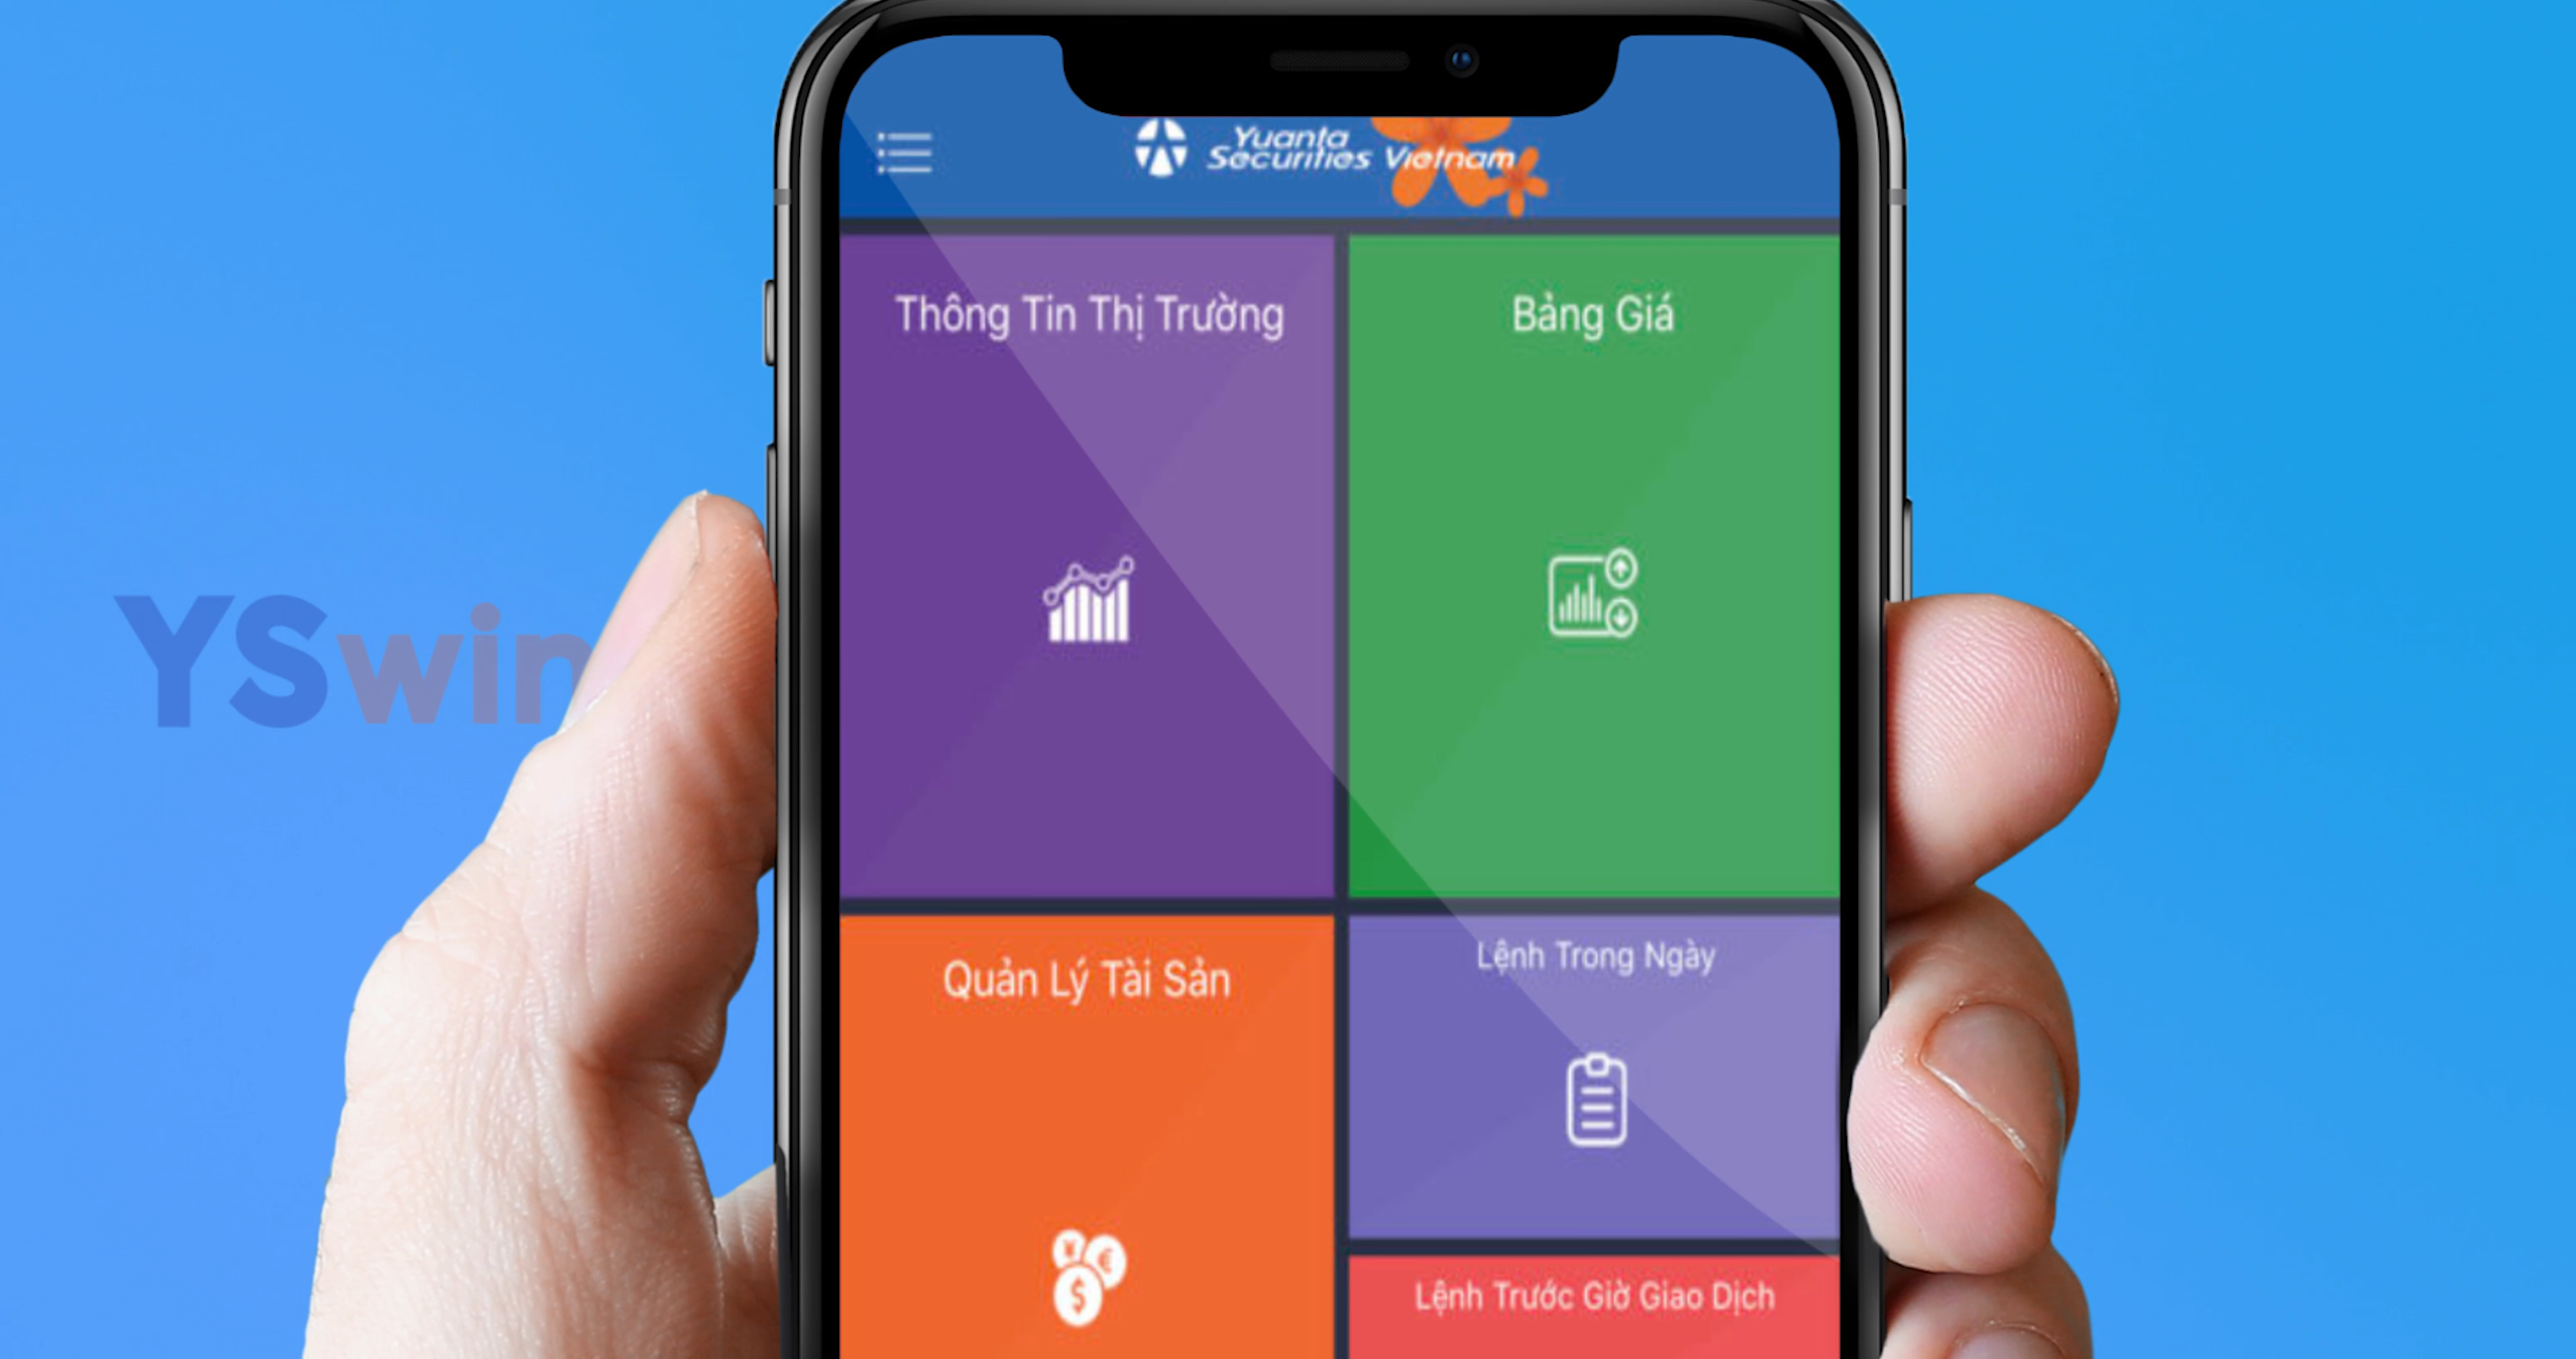 Yuanta
Securities Vietnam
Thông Tin Thị Trường
Bảng Giá
YSwin
Quản Lý Tài Sản
Lệnh Trong Ngày
Lệnh Trước Giờ Giao Dịch